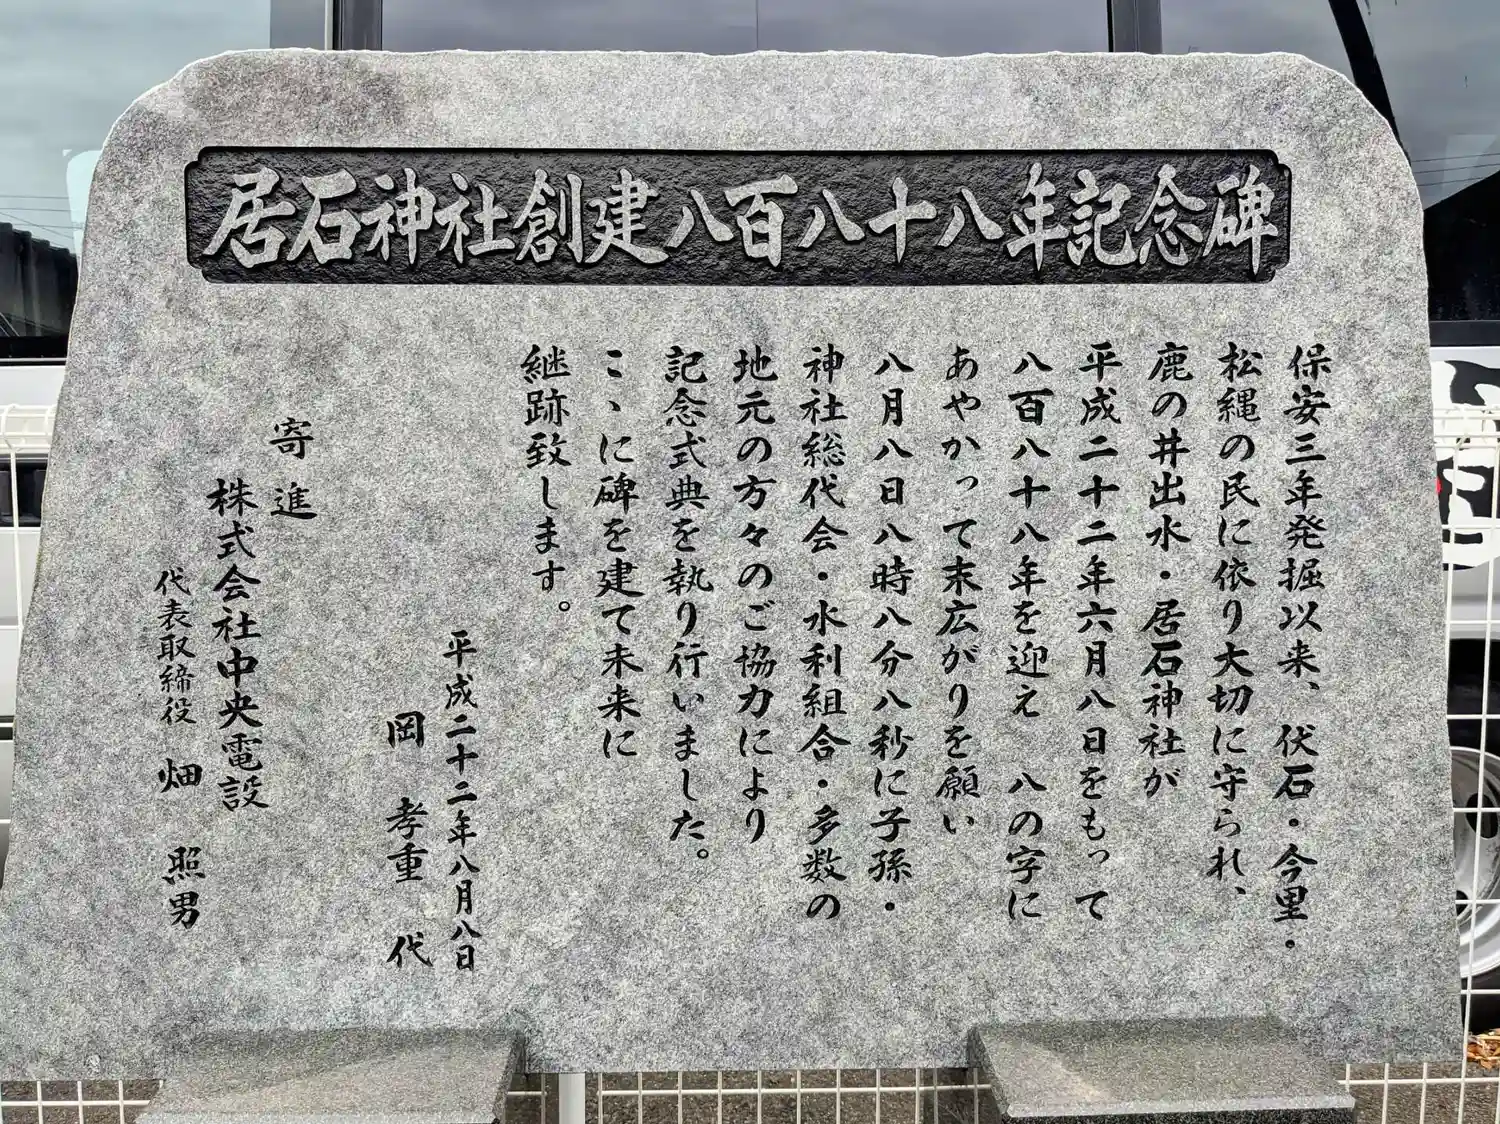 居石神社創建八百八十八年記念碑
保安三年発掘以来、伏石・今里・
松縄の民に依り大切に守られ、
鹿の井出水・居石神社が
平成二十二年六月八日をもって
八百八十八年を迎え 八の字に
あやかって末広がりを願い
八月八日八時八分八秒に子孫・
神社総代会・水利組合・多数の
地元の方々のご協力により
記念式典を執り行いました。
こゝに碑を建て未来に
継跡致します。
平成二十二年八月八日
岡 孝重 代
寄進
株式会社中央電設
代表取締役 畑 照男